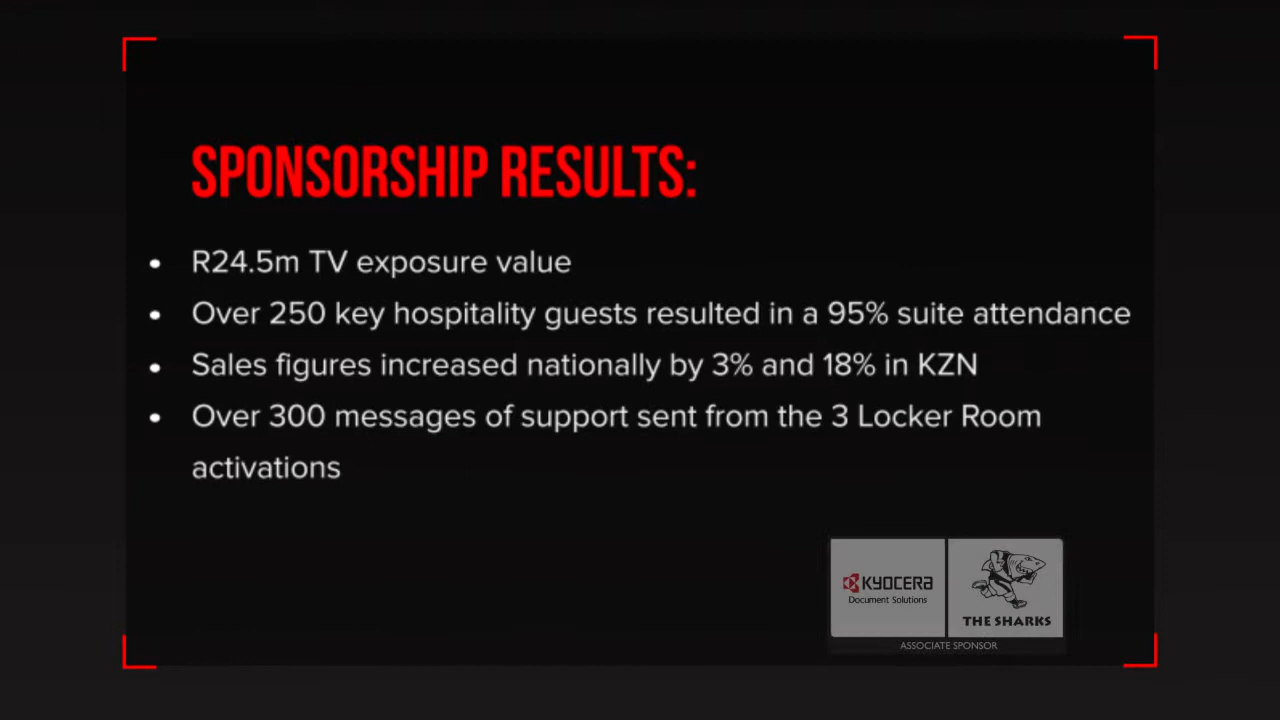 SPONSORSHIP RESULTS:
• R24.5m TV exposure value
• Over 250 key hospitality guests resulted in a 95% suite attendance
• Sales figures increased nationally by 3% and 18% in KZN
• Over 300 messages of support sent from the 3 Locker Room
activations
KYOCERA
Document Solutions
THE SHARKS
ASSOCIATE SPONSOR